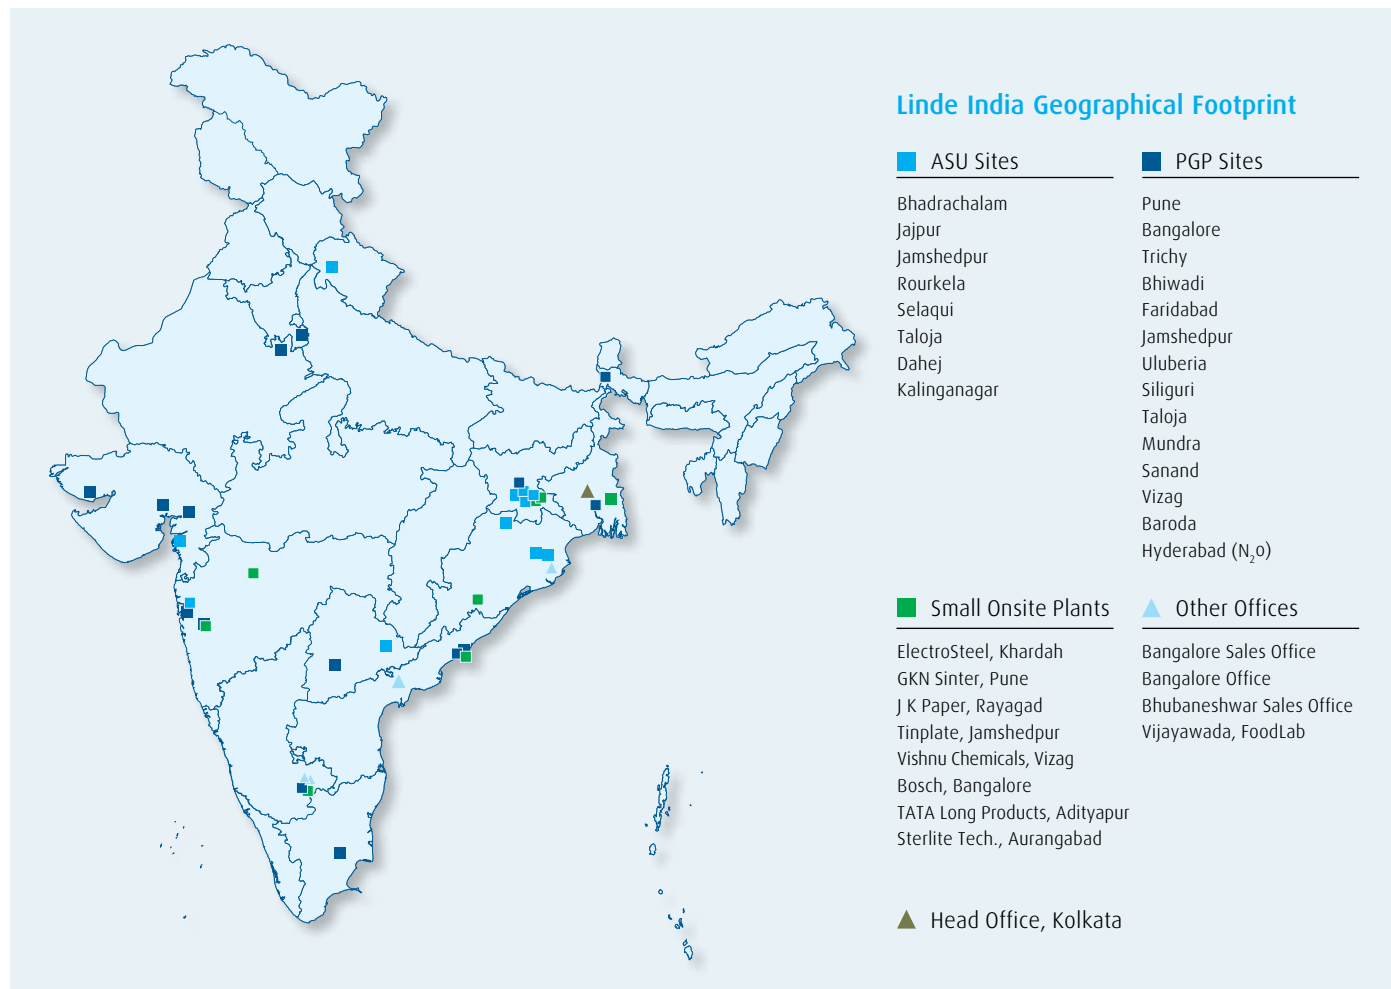 Linde India Geographical Footprint
ASU Sites
Bhadrachalam
Jajpur
Jamshedpur
Rourkela
Selaqui
Taloja
Dahej
Kalinganagar
PGP Sites
Pune
Bangalore
Trichy
Bhiwadi
Faridabad
Jamshedpur
Uluberia
Siliguri
Taloja
Mundra
Sanand
Vizag
Baroda
Hyderabad (N₂o)
Small Onsite Plants
ElectroSteel, Khardah
GKN Sinter, Pune
J K Paper, Rayagad
Tinplate, Jamshedpur
Vishnu Chemicals, Vizag
Bosch, Bangalore
TATA Long Products, Adityapur
Sterlite Tech., Aurangabad
Other Offices
Bangalore Sales Office
Bangalore Office
Bhubaneshwar Sales Office
Vijayawada, FoodLab
Head Office, Kolkata